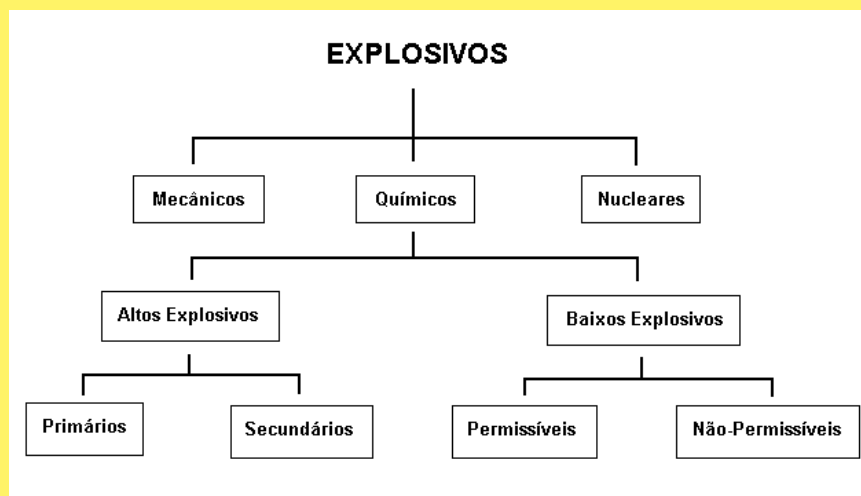 EXPLOSIVOS
Mecânicos
Químicos
Nucleares
Altos Explosivos
Baixos Explosivos
Primários
Secundários
Permissíveis
Não-Permissíveis